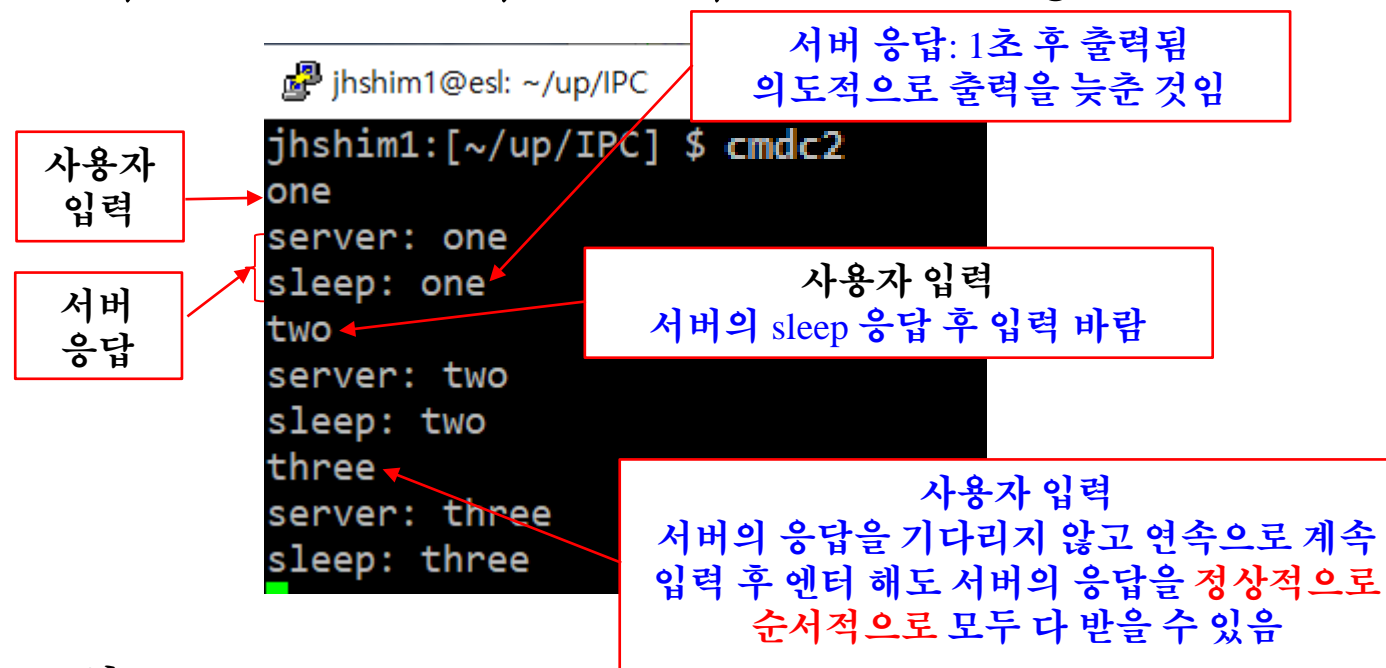 서버 응답: 1초 후 출력됨
의도적으로 출력을 늦춘 것임
jhshim1@esl: ~/up/IPC
jhshim1:[~/up/IPC] $ cmdc2
사용자
입력
one
server: one
sleep: one
서버
응답
사용자 입력
서버의 sleep 응답 후 입력 바람
two
server: two
sleep: two
three
server: three
sleep: three
사용자 입력
서버의 응답을 기다리지 않고 연속으로 계속
입력 후 엔터 해도 서버의 응답을 정상적으로
순서적으로 모두 다 받을 수 있음